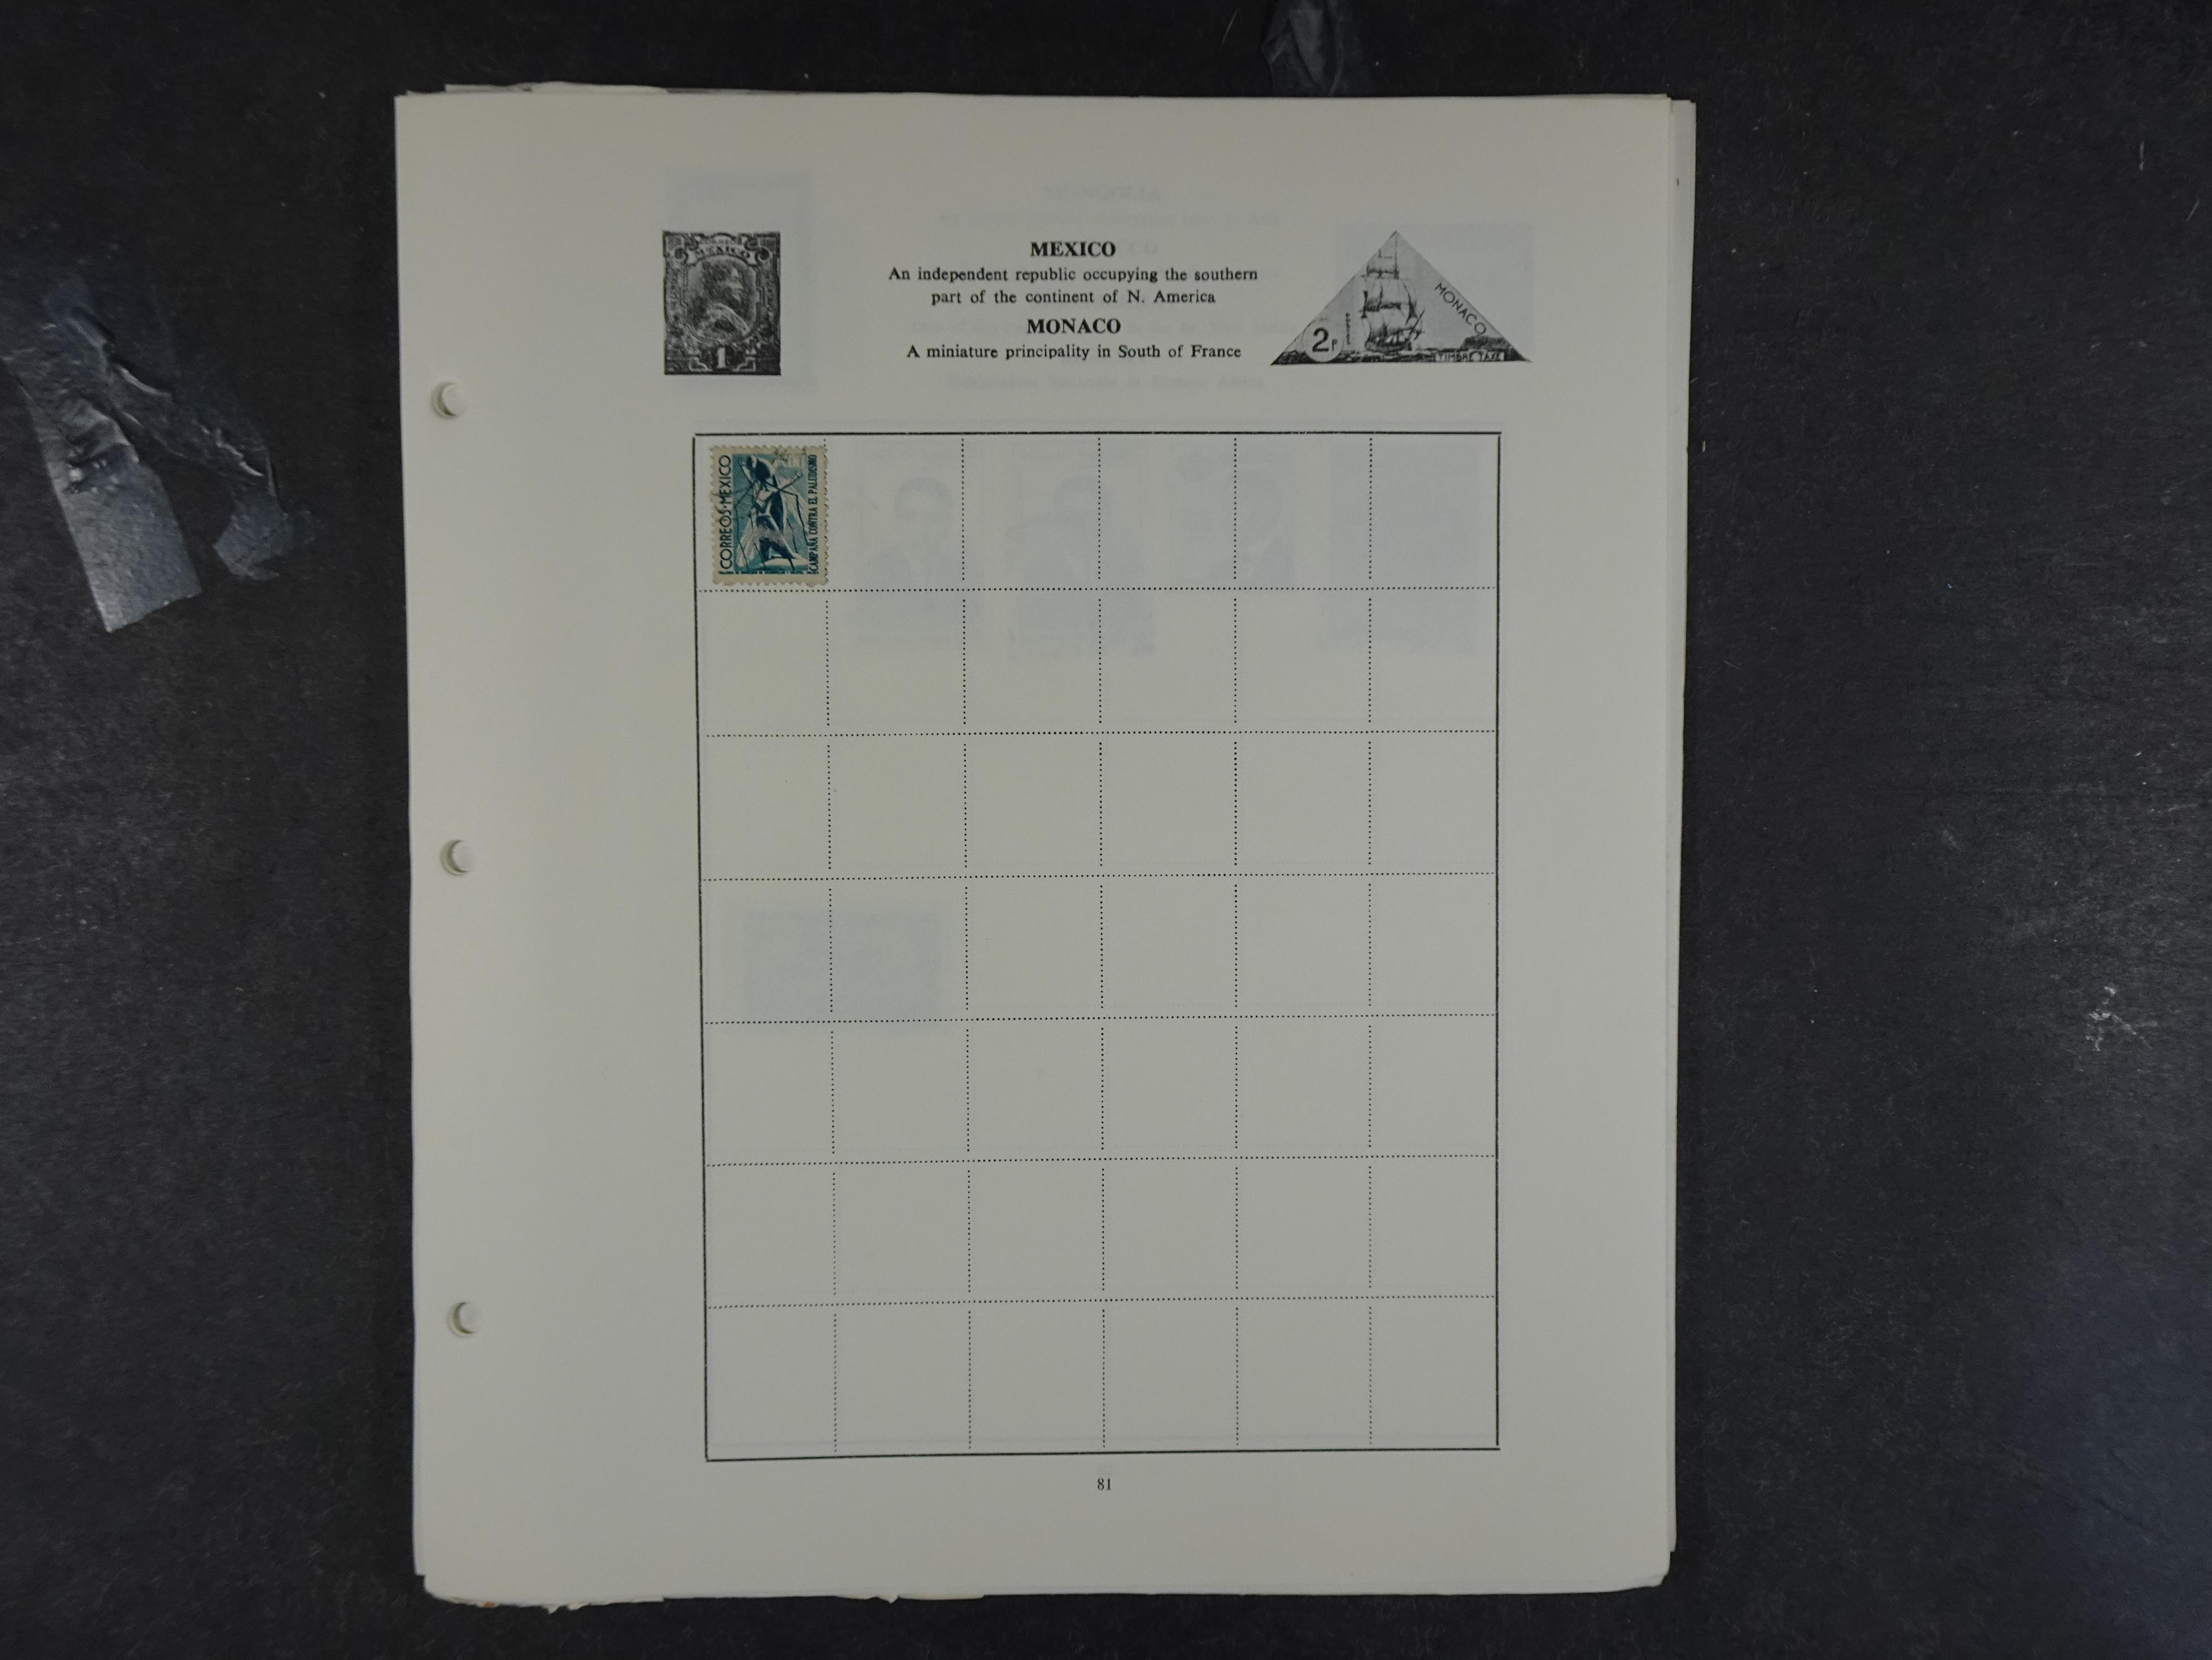 MEXICO
An independent republic occupying the southern
part of the continent of N. America
MONACO
A miniature principality in South of France
MEXICO
1
MONACO
2F
TIMBRE TAXE
CORREOS·MEXICO
CAMPAÑA CONTRA EL PALUDISMO
81